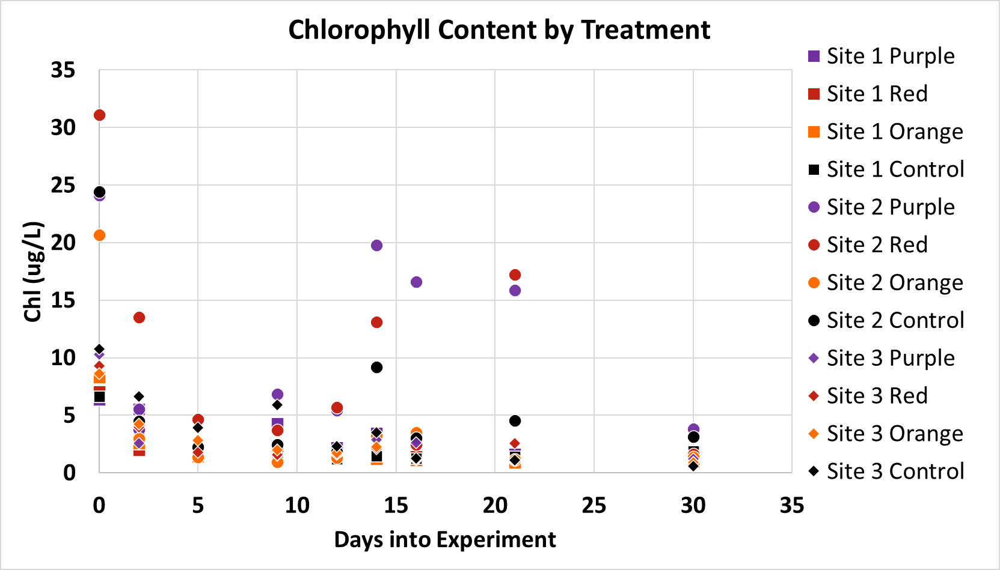 Chlorophyll Content by Treatment
35
30
25
20
15
10
5
0
Chl (ug/L)
0 5 10 15 20 25 30 35
Days into Experiment
Site 1 Purple
Site 1 Red
Site 1 Orange
Site 1 Control
Site 2 Purple
Site 2 Red
Site 2 Orange
Site 2 Control
Site 3 Purple
Site 3 Red
Site 3 Orange
Site 3 Control